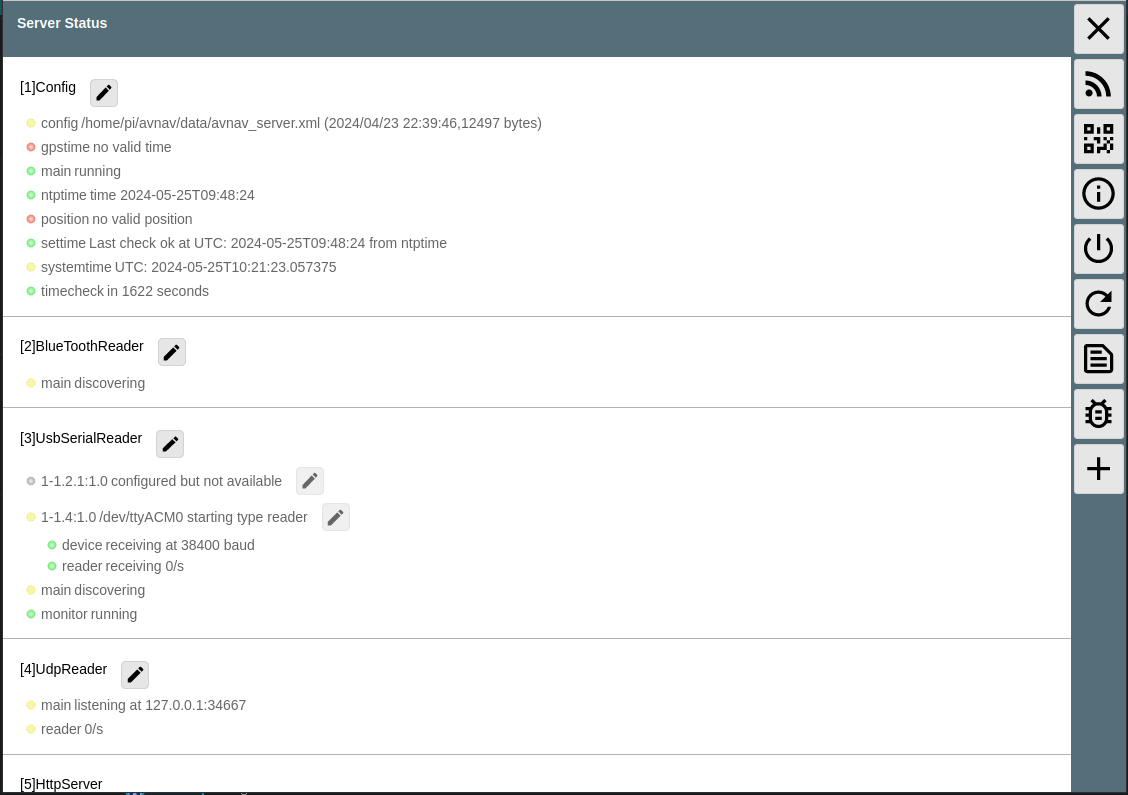 Server Status
[1]Config
config /home/pi/avnav/data/avnav_server.xml (2024/04/23 22:39:46,12497 bytes)
gpstime no valid time
main running
ntptime time 2024-05-25T09:48:24
position no valid position
settime Last check ok at UTC: 2024-05-25T09:48:24 from ntptime
systemtime UTC: 2024-05-25T10:21:23.057375
timecheck in 1622 seconds
[2]BlueToothReader
main discovering
[3]UsbSerialReader
1-1.2.1:1.0 configured but not available
1-1.4:1.0 /dev/ttyACM0 starting type reader
device receiving at 38400 baud
reader receiving 0/s
main discovering
monitor running
[4]UdpReader
main listening at 127.0.0.1:34667
reader 0/s
[5]HttpServer